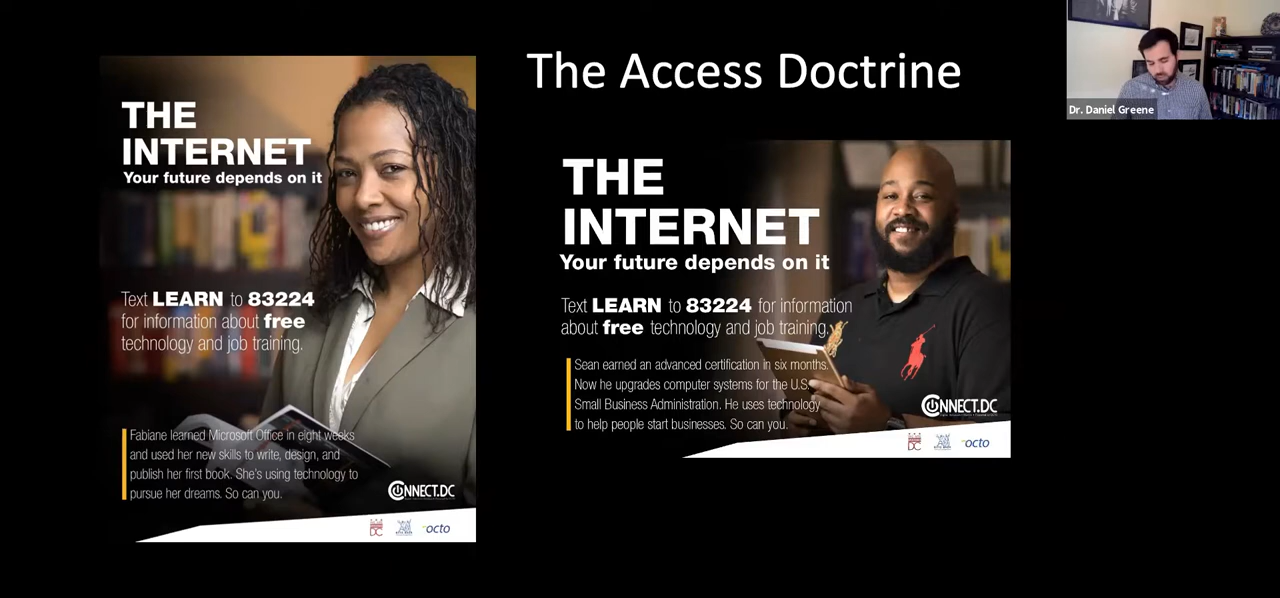 The Access Doctrine
Dr. Daniel Greene
THE
INTERNET
Your future depends on it
Text LEARN to 83224
for information about free
technology and job training.
Fabiane learned Microsoft Office in eight weeks
and used her new skills to write, design, and
publish her first book. She's using technology to
pursue her dreams. So can you.
CONNECT.DC
DC
octo
THE
INTERNET
Your future depends on it
Text LEARN to 83224 for information
about free technology and job training.
Sean earned an advanced certification in six months.
Now he upgrades computer systems for the U.S.
Small Business Administration. He uses technology
to help people start businesses. So can you.
CONNECT.DC
DC
octo